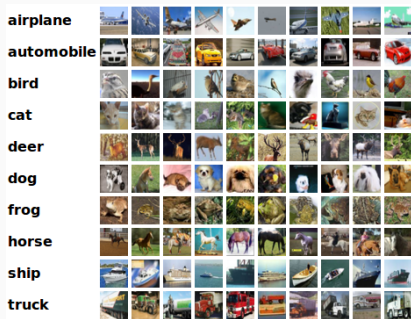 airplane
automobile
bird
cat
deer
dog
frog
horse
ship
truck